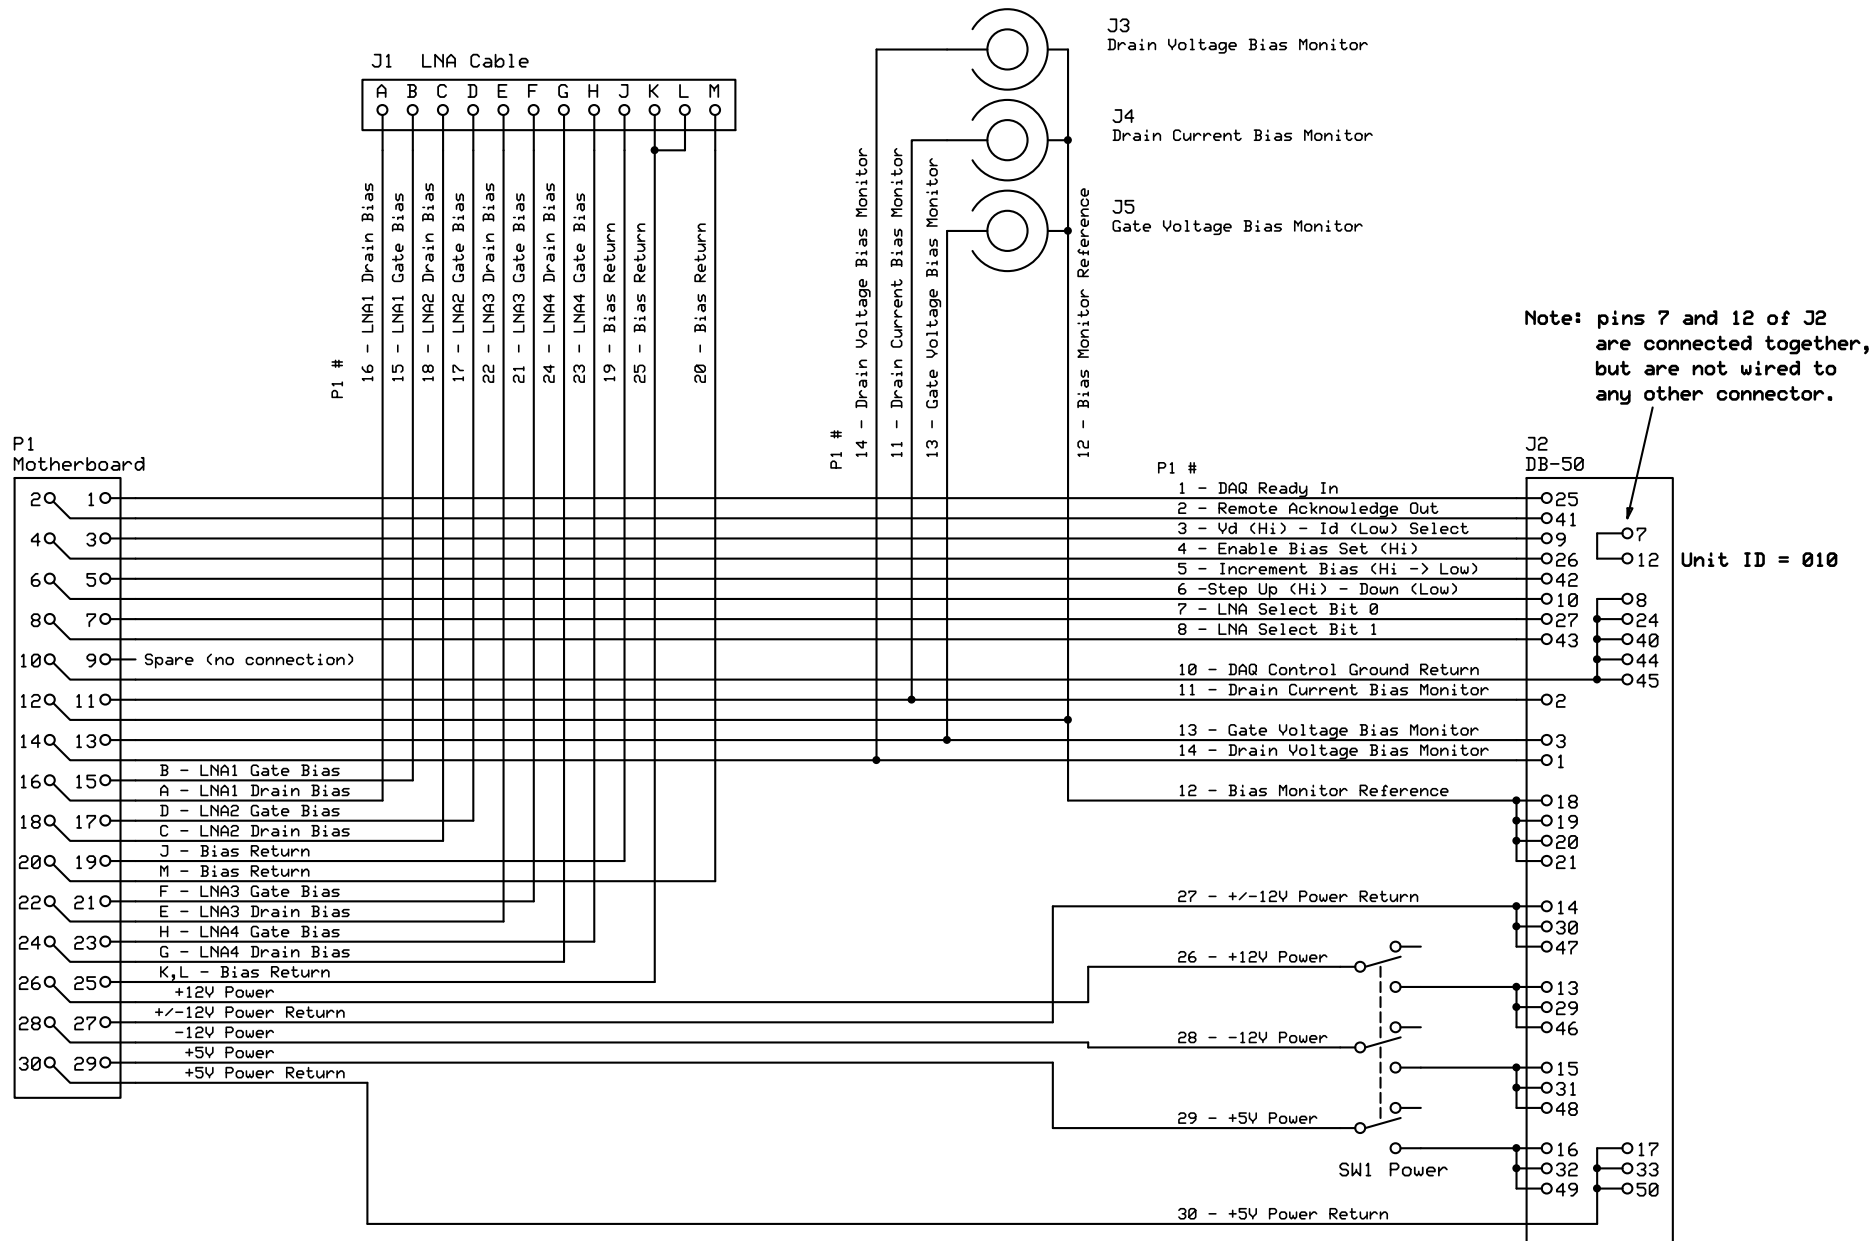 J3
Drain Voltage Bias Monitor
J1 LNA Cable
A B C D E F G H J K L M
J4
Drain Current Bias Monitor
J5
Gate Voltage Bias Monitor
P1 #
16 - LNA1 Drain Bias
15 - LNA1 Gate Bias
18 - LNA2 Drain Bias
17 - LNA2 Gate Bias
22 - LNA3 Drain Bias
21 - LNA3 Gate Bias
24 - LNA4 Drain Bias
23 - LNA4 Gate Bias
19 - Bias Return
25 - Bias Return
20 - Bias Return
P1 #
14 - Drain Voltage Bias Monitor
11 - Drain Current Bias Monitor
13 - Gate Voltage Bias Monitor
12 - Bias Monitor Reference
Note: pins 7 and 12 of J2
are connected together,
but are not wired to
any other connector.
P1
Motherboard
2 1
4 3
6 5
8 7
10 9 Spare (no connection)
12 11
14 13
16 15
18 17
20 19
22 21
24 23
26 25
28 27
30 29
B - LNA1 Gate Bias
A - LNA1 Drain Bias
D - LNA2 Gate Bias
C - LNA2 Drain Bias
J - Bias Return
M - Bias Return
F - LNA3 Gate Bias
E - LNA3 Drain Bias
H - LNA4 Gate Bias
G - LNA4 Drain Bias
K,L - Bias Return
+12V Power
+/-12V Power Return
-12V Power
+5V Power
+5V Power Return
P1 #
1 - DAQ Ready In
2 - Remote Acknowledge Out
3 - Vd (Hi) - Id (Low) Select
4 - Enable Bias Set (Hi)
5 - Increment Bias (Hi -> Low)
6 -Step Up (Hi) - Down (Low)
7 - LNA Select Bit 0
8 - LNA Select Bit 1
10 - DAQ Control Ground Return
11 - Drain Current Bias Monitor
13 - Gate Voltage Bias Monitor
14 - Drain Voltage Bias Monitor
12 - Bias Monitor Reference
27 - +/-12V Power Return
26 - +12V Power
28 - -12V Power
29 - +5V Power
SW1 Power
30 - +5V Power Return
J2
DB-50
25
41
9
26
42
10
27
43
2
3
1
18
19
20
21
14
30
47
13
29
46
15
31
48
16
32
49
7
12
Unit ID = 010
8
24
40
44
45
17
33
50